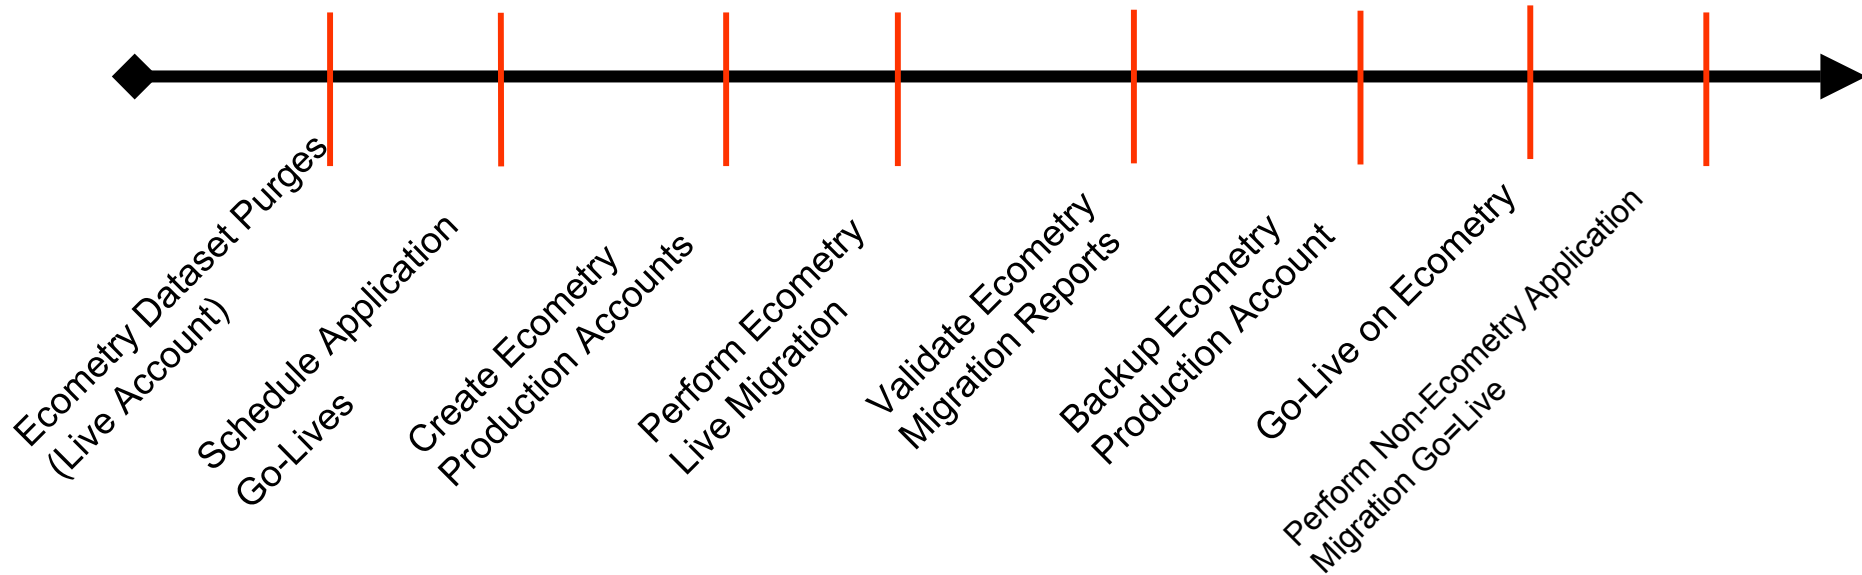 Ecometry Dataset Purges
(Live Account)
Schedule Application
Go-Lives
Create Ecometry
Production Accounts
Perform Ecometry
Live Migration
Validate Ecometry
Migration Reports
Backup Ecometry
Production Account
Go-Live on Ecometry
Perform Non-Ecometry Application
Migration Go=Live